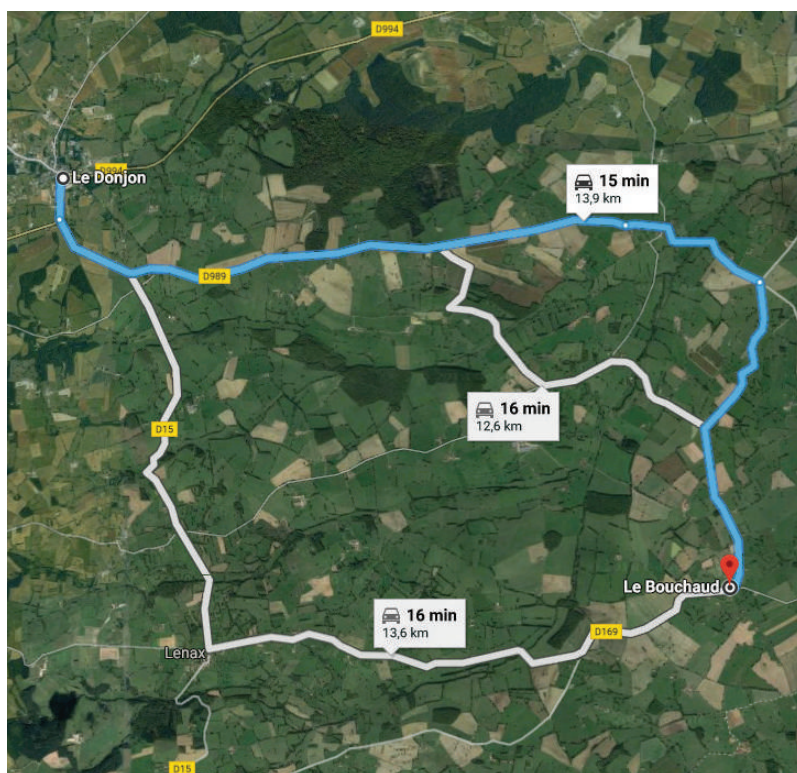 D994
D994
Le Donjon
15 min
13,9 km
D989
16 min
12,6 km
D15
Le Bouchaud
16 min
13,6 km
D169
Lenax
D15